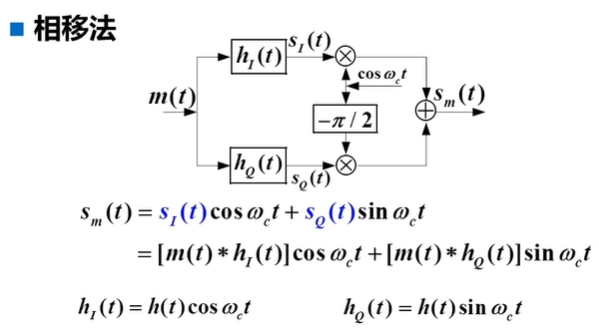 相移法
h_I(t) s_I(t) ⊗
cos ω_c t
m(t) −π / 2 ⊕ s_m(t)
h_Q(t) s_Q(t) ⊗
s_m(t) = s_I(t) cos ω_c t + s_Q(t) sin ω_c t
= [m(t) * h_I(t)] cos ω_c t + [m(t) * h_Q(t)] sin ω_c t
h_I(t) = h(t) cos ω_c t h_Q(t) = h(t) sin ω_c t